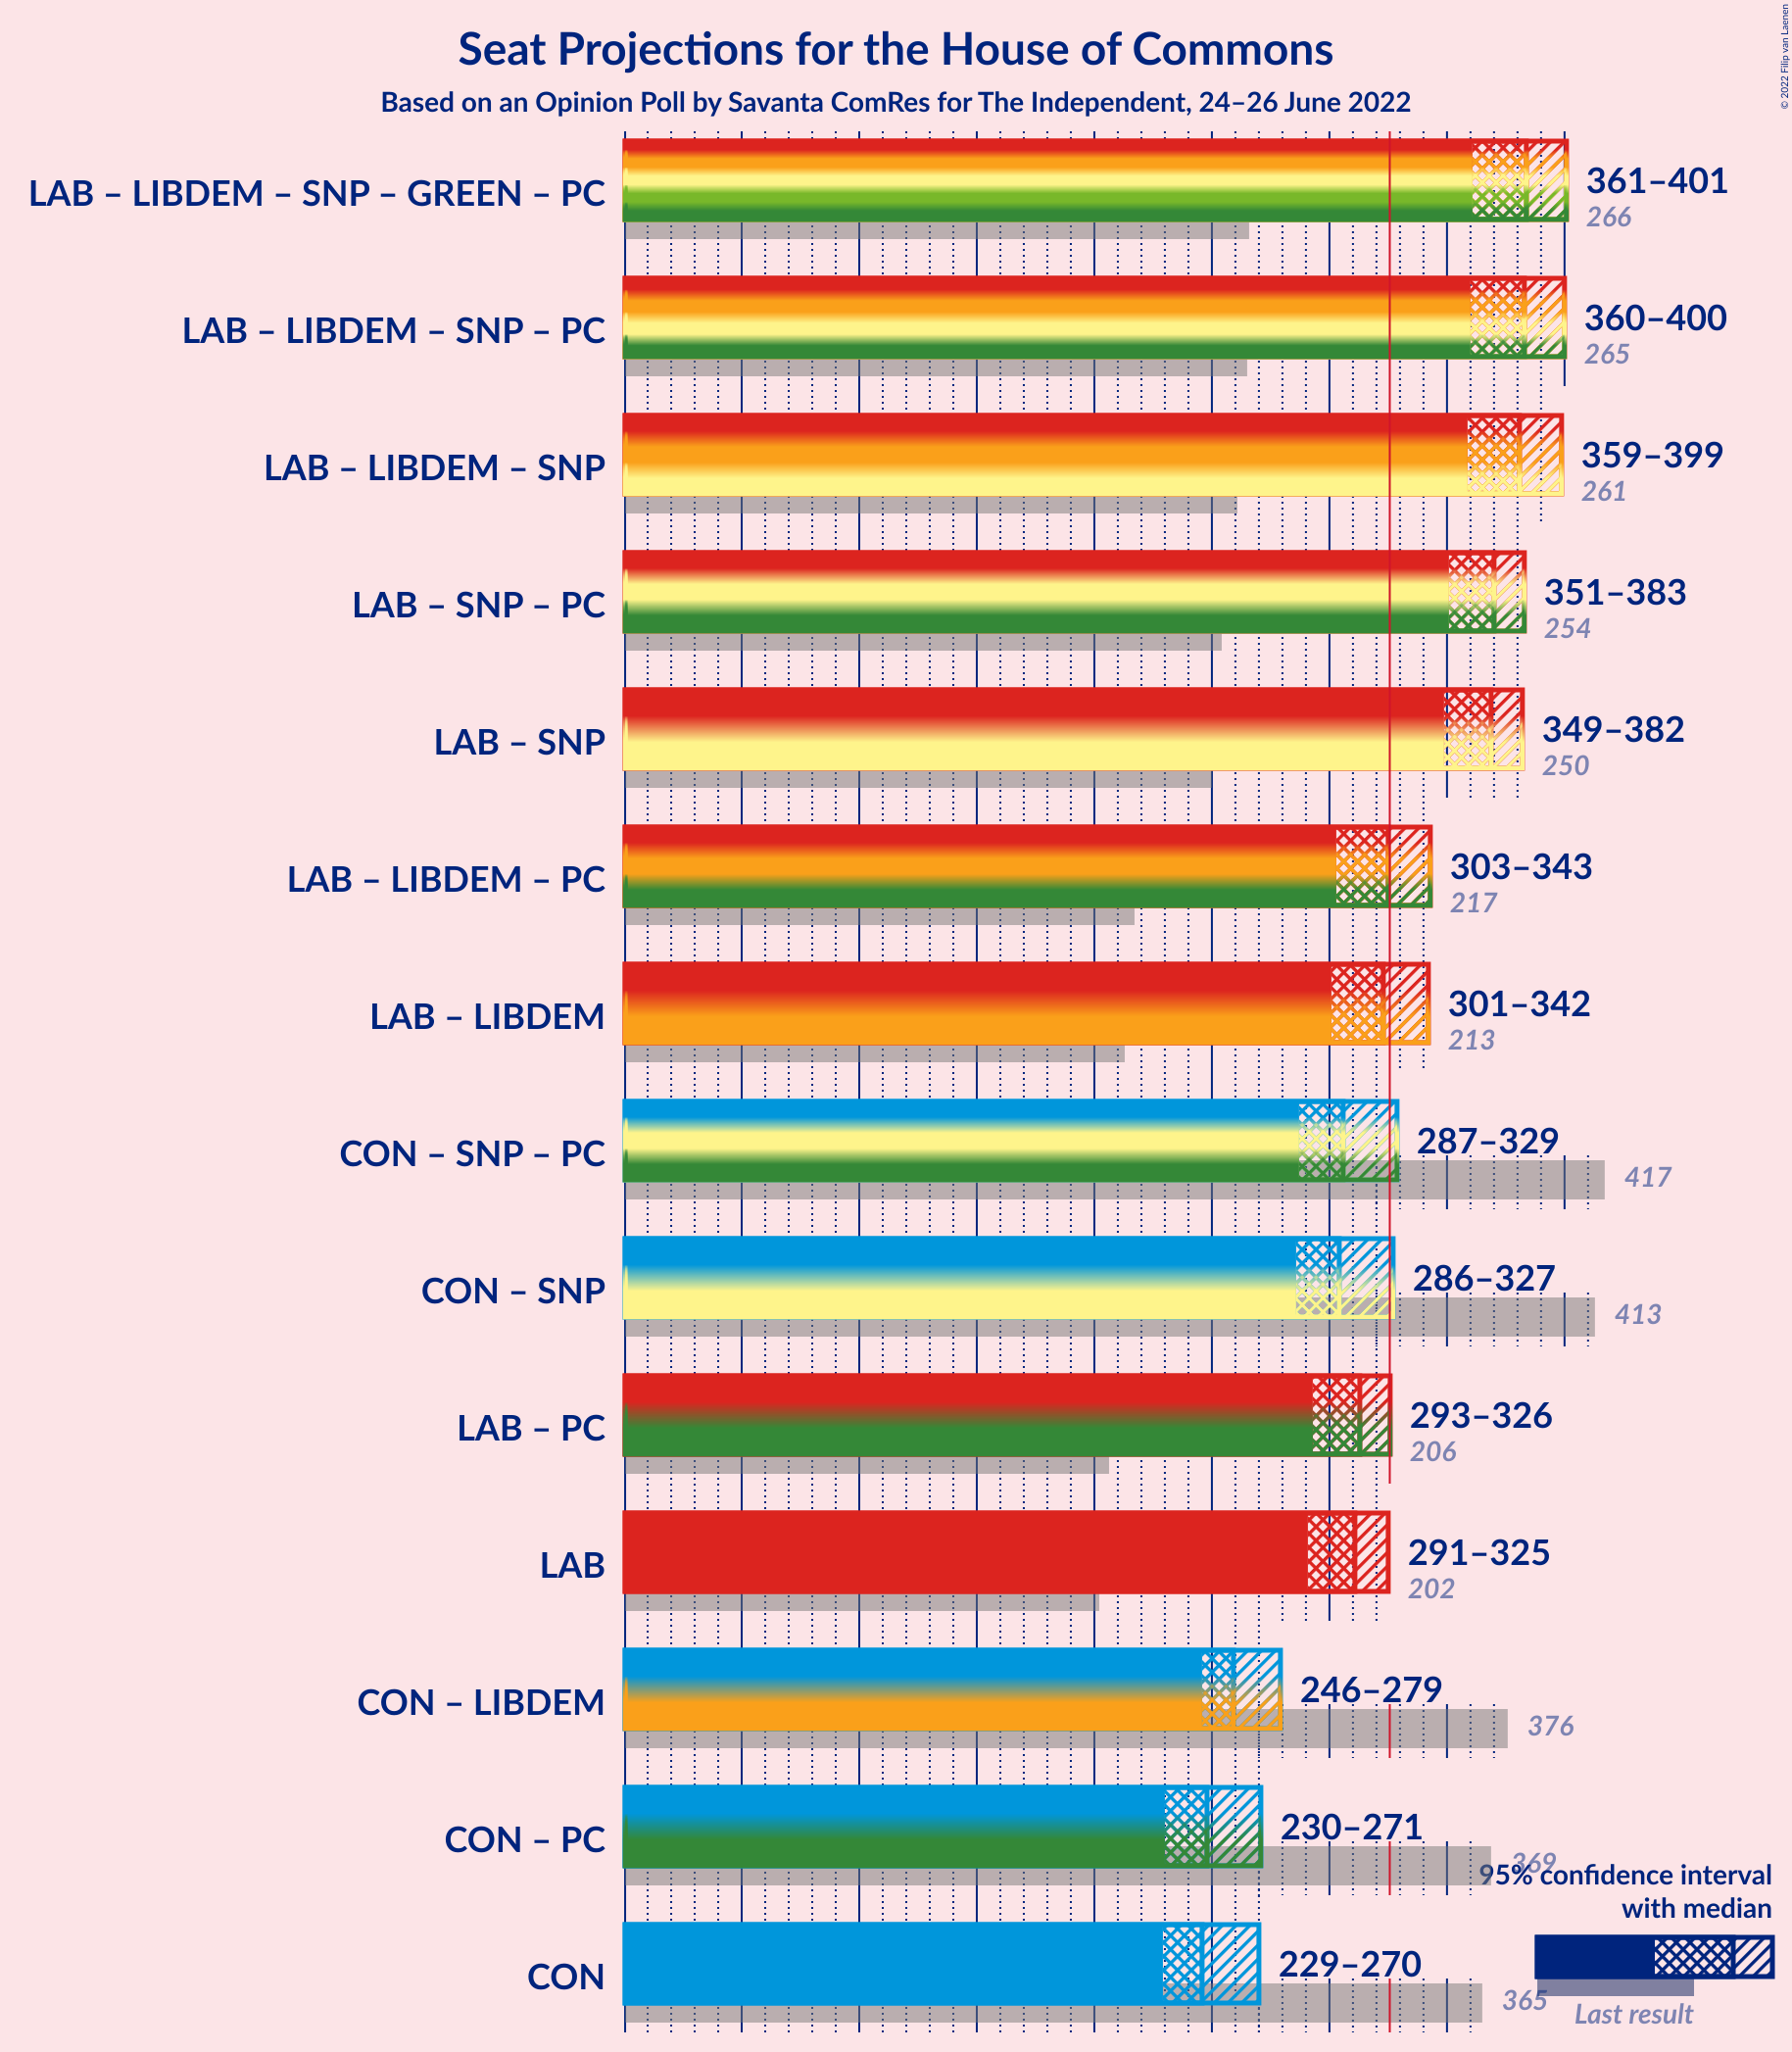 Seat Projections for the House of Commons
Based on an Opinion Poll by Savanta ComRes for The Independent, 24–26 June 2022
© 2022 Filip van Laenen
LAB – LIBDEM – SNP – GREEN – PC
361–401
266
LAB – LIBDEM – SNP – PC
360–400
265
LAB – LIBDEM – SNP
359–399
261
LAB – SNP – PC
351–383
254
LAB – SNP
349–382
250
LAB – LIBDEM – PC
303–343
217
LAB – LIBDEM
301–342
213
CON – SNP – PC
287–329
417
CON – SNP
286–327
413
LAB – PC
293–326
206
LAB
291–325
202
CON – LIBDEM
246–279
376
CON – PC
230–271
369
CON
229–270
365
95% confidence interval
with median
Last result